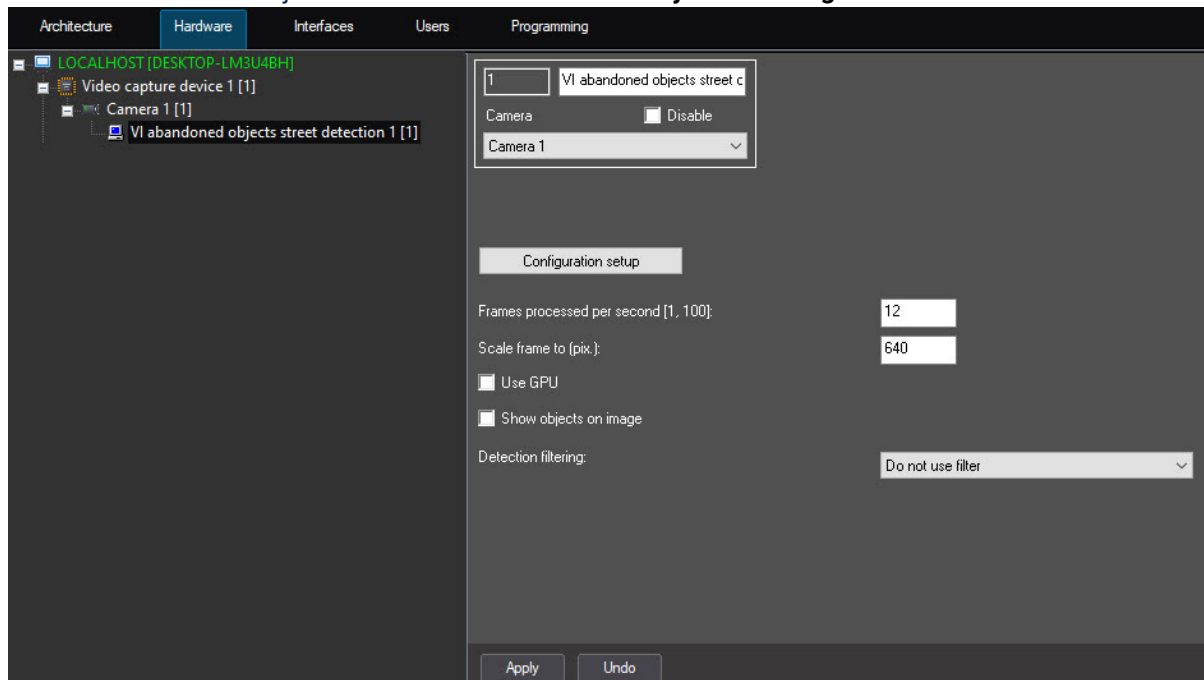 Architecture Hardware Interfaces Users Programming
LOCALHOST [DESKTOP-LM3U4BH]
Video capture device 1 [1]
Camera 1 [1]
VI abandoned objects street detection 1 [1]
1 VI abandoned objects street
Camera Disable
Camera 1
Configuration setup
Frames processed per second [1, 100]: 12
Scale frame to (pix.): 640
Use GPU
Show objects on image
Detection filtering: Do not use filter
Apply Undo